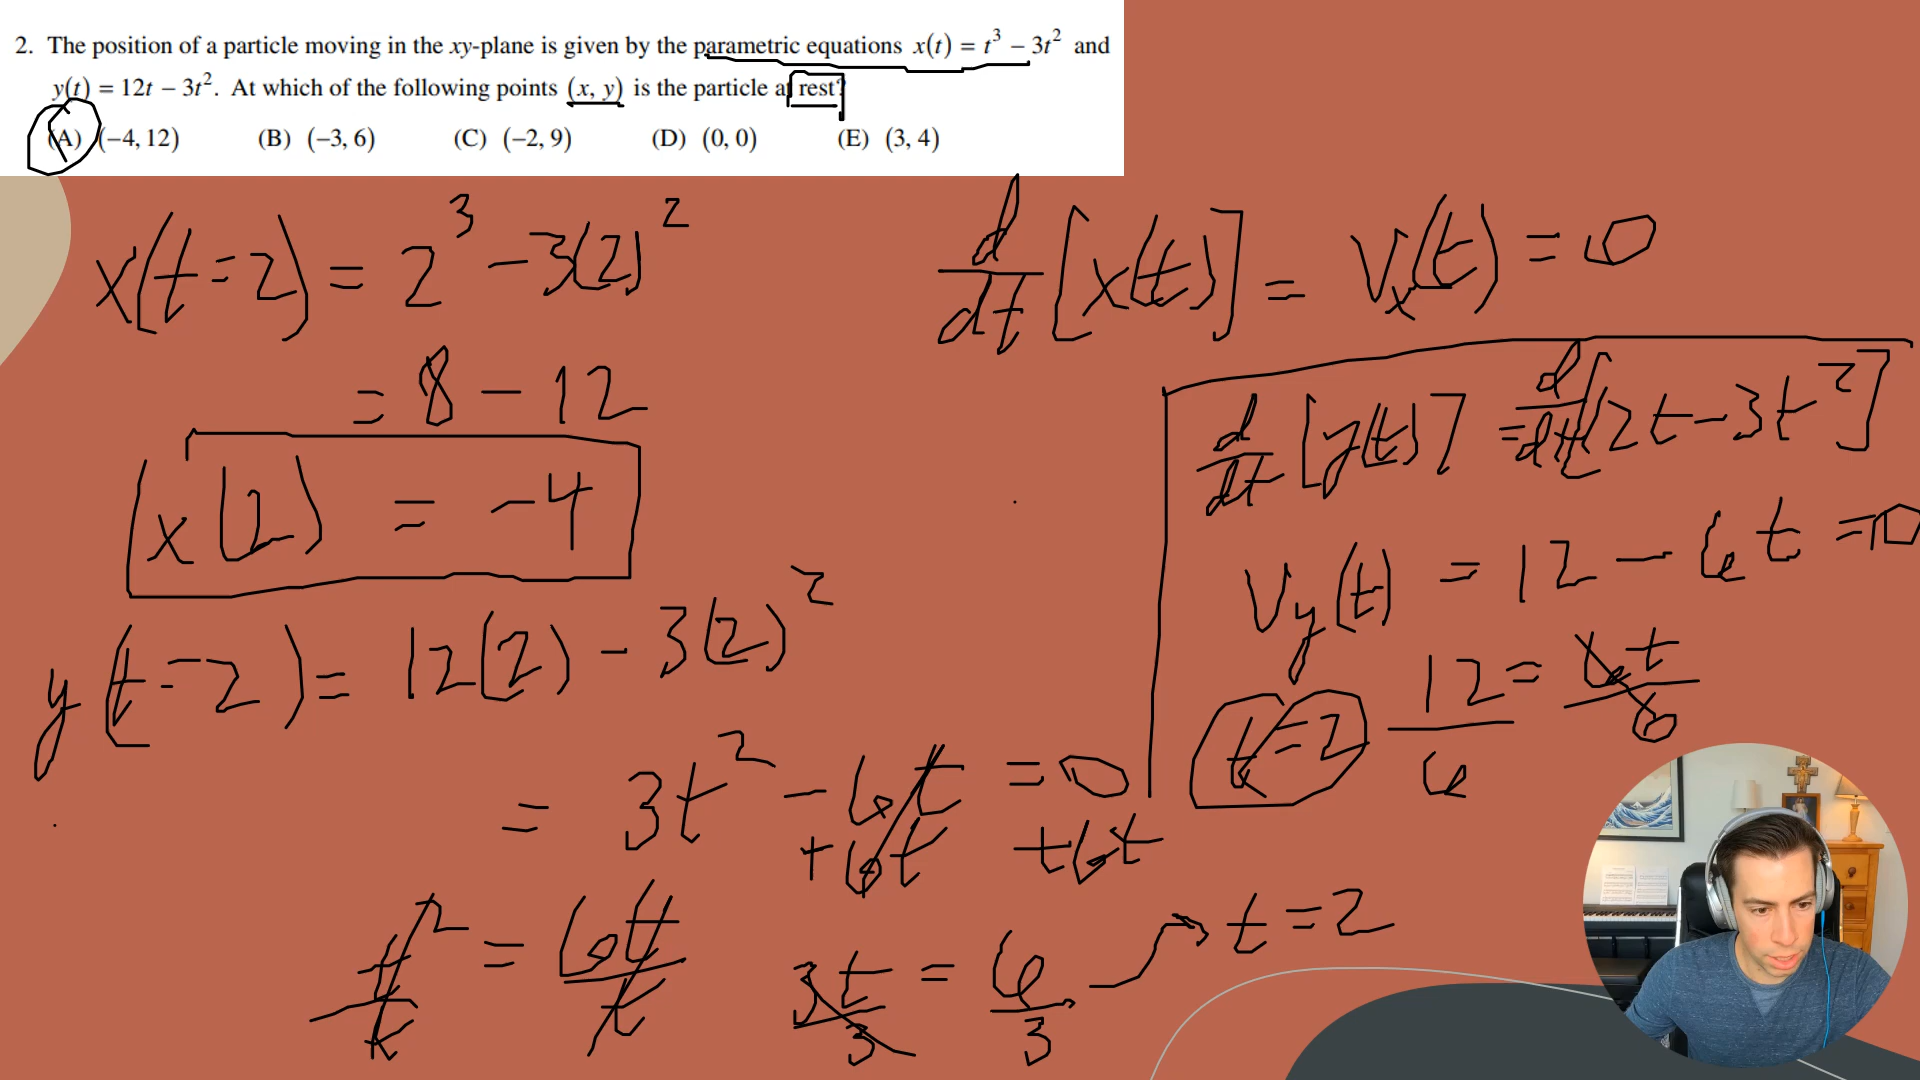 2. The position of a particle moving in the xy-plane is given by the parametric equations x(t) = t³ − 3t² and
y(t) = 12t − 3t². At which of the following points (x, y) is the particle at rest?
(A) (−4, 12) (B) (−3, 6) (C) (−2, 9) (D) (0, 0) (E) (3, 4)
x(t=2) = 2³ − 3(2)²
= 8 − 12
x(2) = −4
y(t=2) = 12(2) − 3(2)²
d/dt [x(t)] = Vx(t) = 0
= 3t² − 6t = 0
+6t +6t
t² = 6t
t t
3t = 6
3 3
t = 2
d/dt [y(t)] = d/dt [12t − 3t²]
Vy(t) = 12 − 6t = 0
12 = 6t
6 6
t = 2